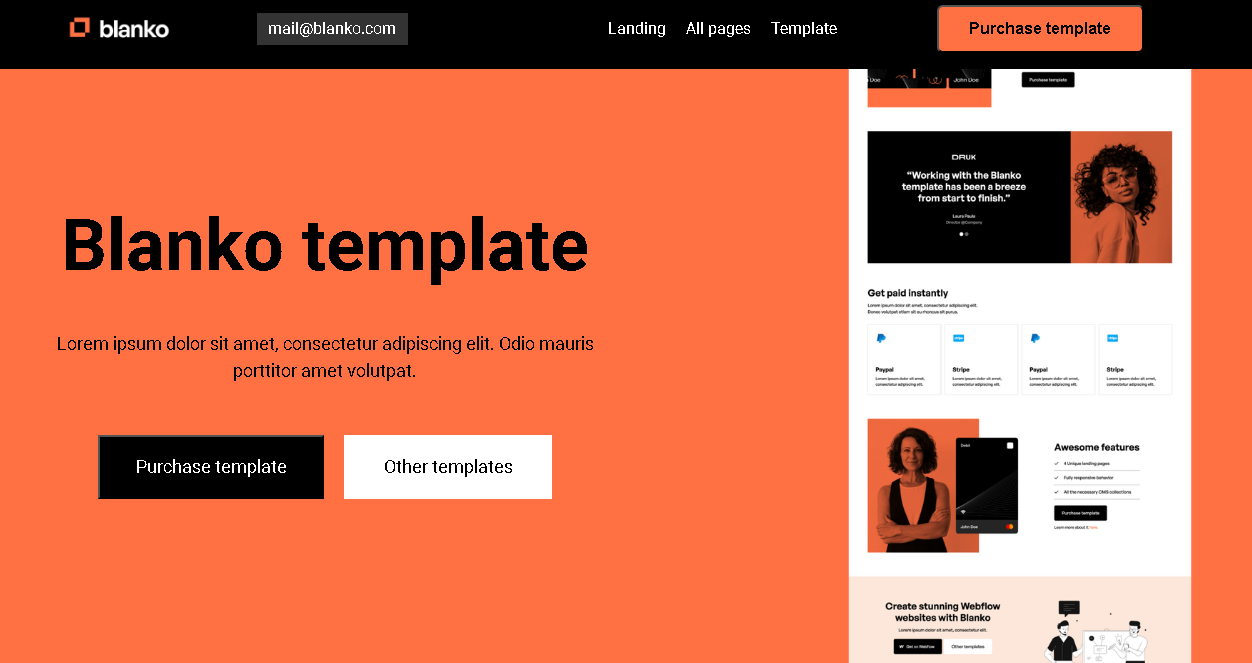 blanko
mail@blanko.com
Landing
All pages
Template
Purchase template
Blanko template
Lorem ipsum dolor sit amet, consectetur adipiscing elit. Odio mauris
porttitor amet volutpat.
Purchase template
Other templates
John Doe
Purchase template
DRUK
“Working with the Blanko
template has been a breeze
from start to finish.”
Laura Pauls
Director @Company
Get paid instantly
Lorem ipsum dolor sit amet, consectetur adipiscing elit.
Donec volutpat etiam sit eu rhoncus sit purus.
Paypal
Lorem ipsum dolor sit amet,
consectetur adipiscing elit.
Stripe
Lorem ipsum dolor sit amet,
consectetur adipiscing elit.
Paypal
Lorem ipsum dolor sit amet,
consectetur adipiscing elit.
Stripe
Lorem ipsum dolor sit amet,
consectetur adipiscing elit.
Debit
John Doe
Awesome features
4 Unique landing pages
Fully responsive behavior
All the necessary CMS collections
Purchase template
Learn more about it here.
Create stunning Webflow
websites with Blanko
Lorem ipsum dolor sit amet, consectetur elit.
Get on Webflow
Other templates